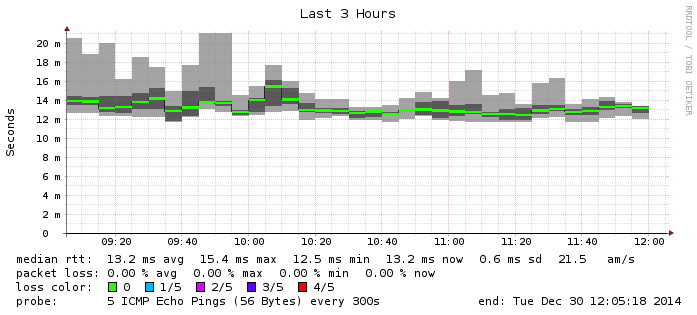 Last 3 Hours
RRDTOOL / TOBI OETIKER
Seconds
20 m
18 m
16 m
14 m
12 m
10 m
8 m
6 m
4 m
2 m
0
09:20 09:40 10:00 10:20 10:40 11:00 11:20 11:40 12:00
median rtt: 13.2 ms avg 15.4 ms max 12.5 ms min 13.2 ms now 0.6 ms sd 21.5 am/s
packet loss: 0.00 % avg 0.00 % max 0.00 % min 0.00 % now
loss color: 0 1/5 2/5 3/5 4/5
probe: 5 ICMP Echo Pings (56 Bytes) every 300s end: Tue Dec 30 12:05:18 2014